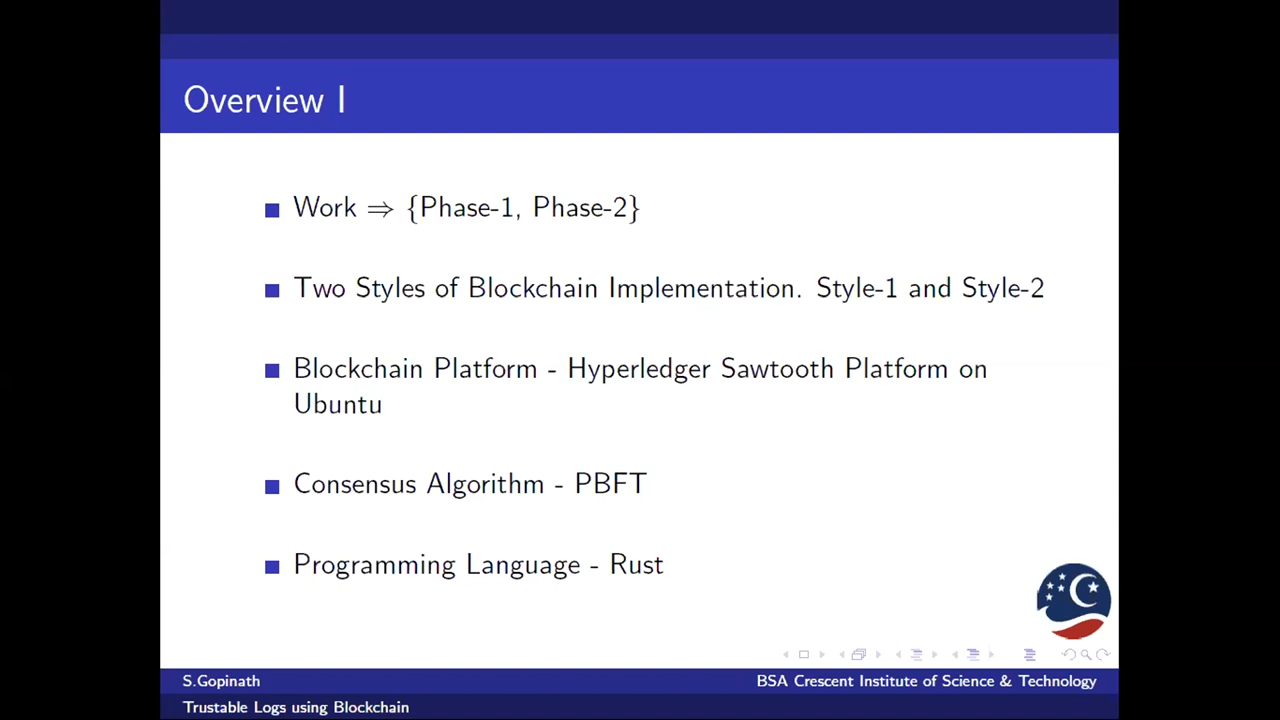 Overview I
Work ⇒ {Phase-1, Phase-2}
Two Styles of Blockchain Implementation. Style-1 and Style-2
Blockchain Platform - Hyperledger Sawtooth Platform on
Ubuntu
Consensus Algorithm - PBFT
Programming Language - Rust
S.Gopinath
BSA Crescent Institute of Science & Technology
Trustable Logs using Blockchain